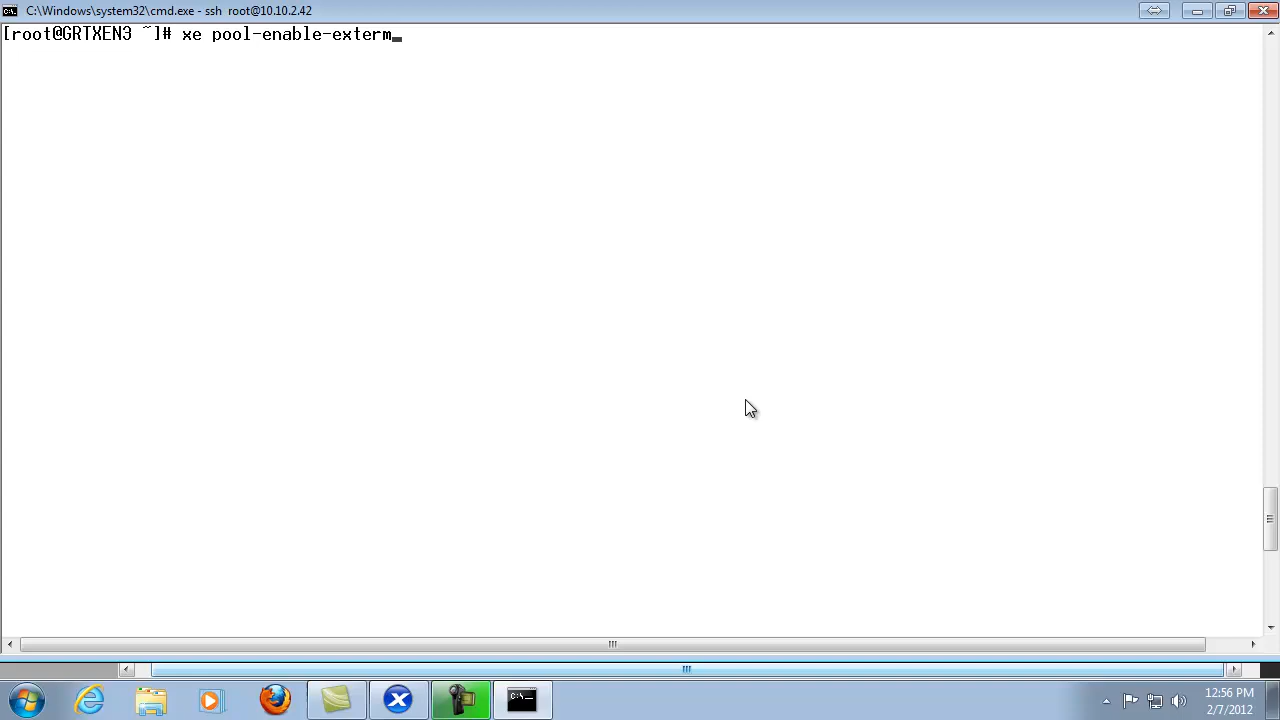 C:\Windows\system32\cmd.exe - ssh root@10.10.2.42
[root@GRTXEN3 ~]# xe pool-enable-exterm
12:56 PM
2/7/2012